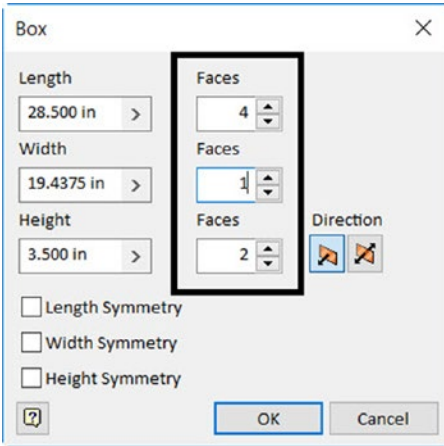 Box
Length Faces
28.500 in > 4
Width Faces
19.4375 in > 1
Height Faces Direction
3.500 in > 2
Length Symmetry
Width Symmetry
Height Symmetry
? OK Cancel